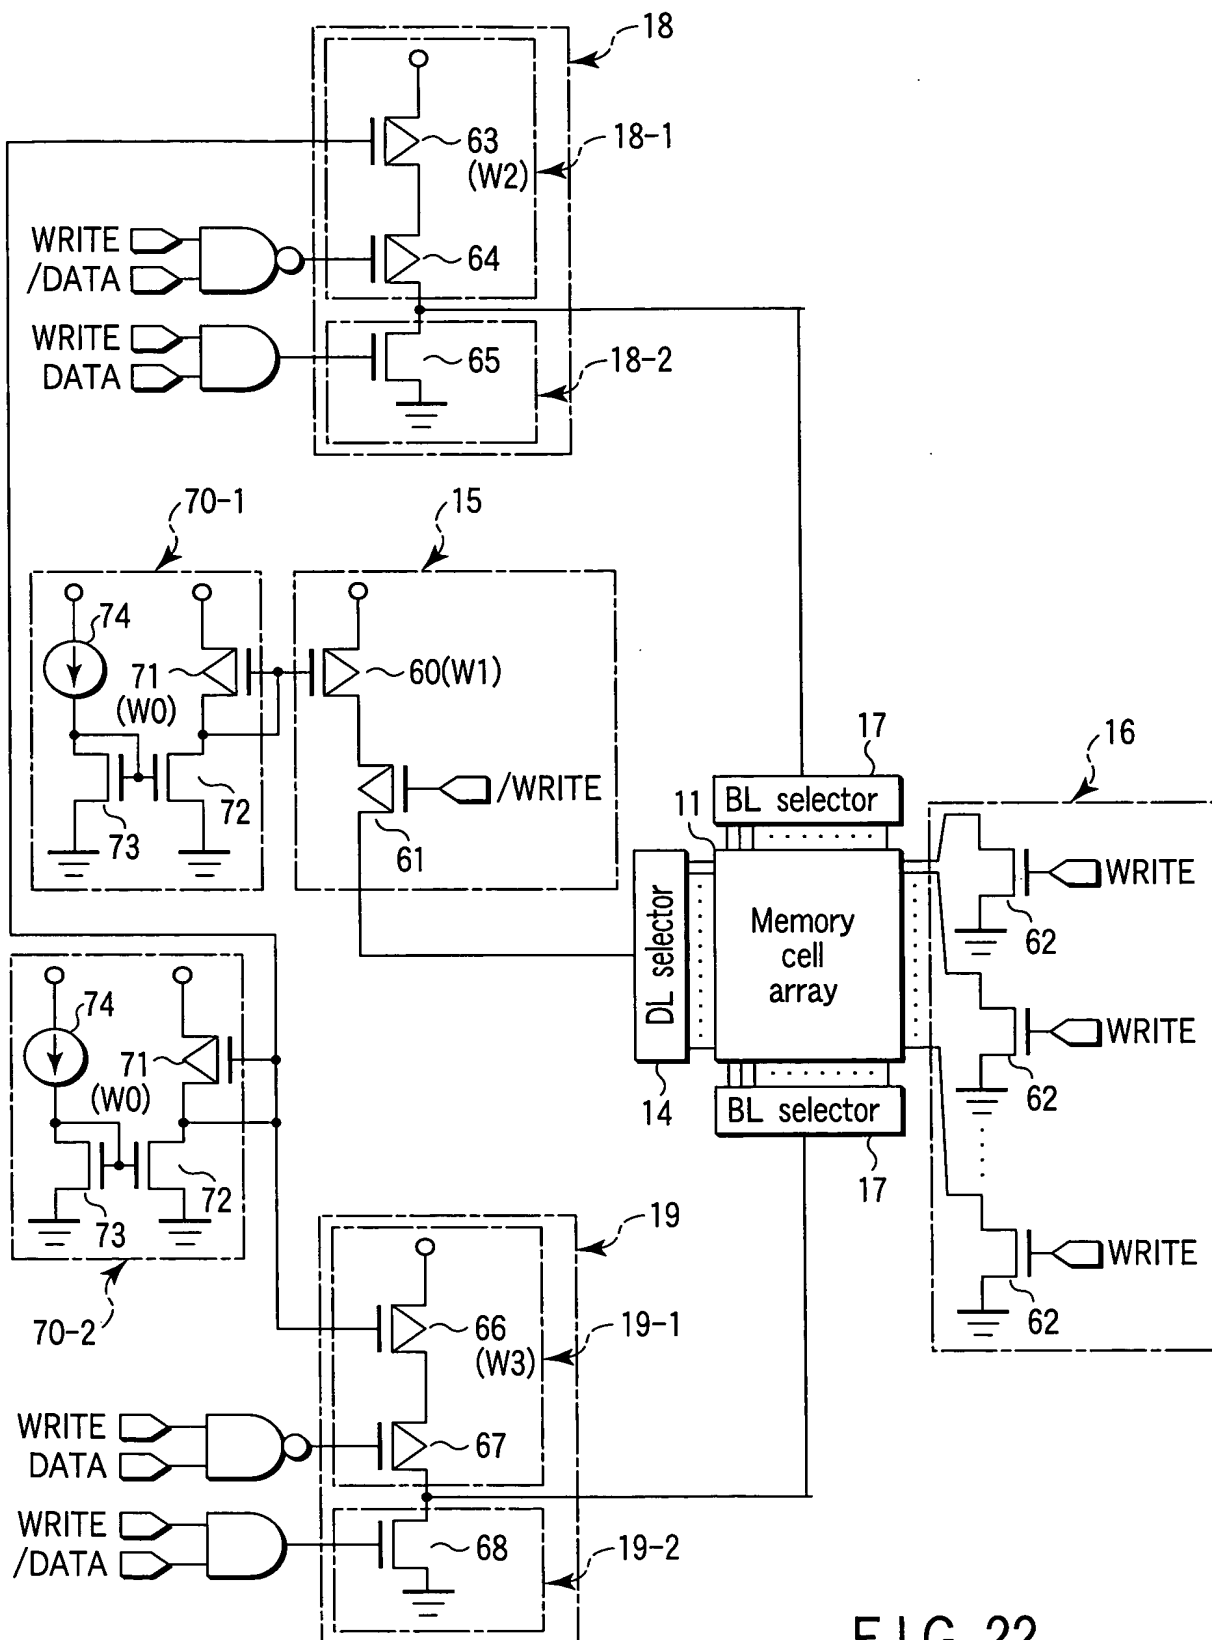 18
63
(W2)
18-1
WRITE
/DATA
64
WRITE
DATA
65
18-2
70-1
15
74
71
(W0)
60(W1)
72
73
/WRITE
61
17
16
BL selector
11
DL selector
Memory
cell
array
WRITE
62
WRITE
62
14
BL selector
17
WRITE
62
74
71
(W0)
72
73
70-2
19
66
(W3)
19-1
WRITE
DATA
67
WRITE
/DATA
68
19-2
FIG. 22